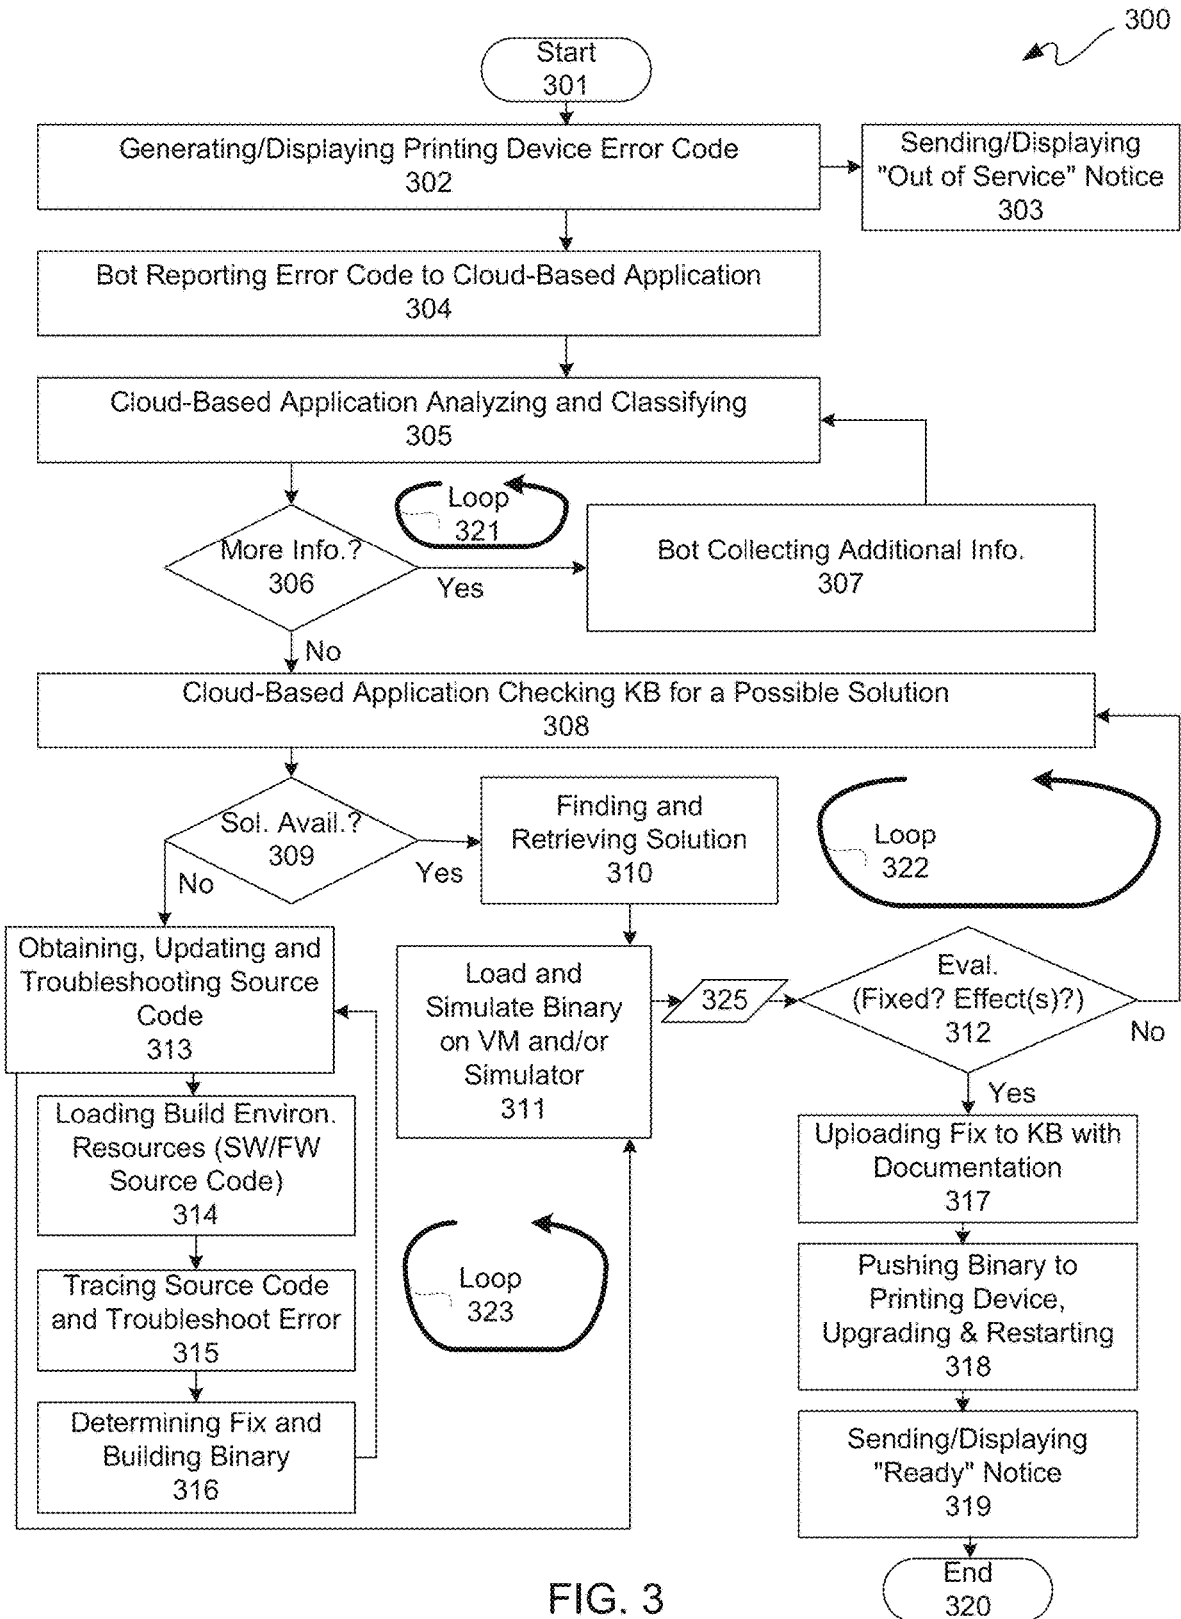 300
Start
301
Generating/Displaying Printing Device Error Code
302
Sending/Displaying
"Out of Service" Notice
303
Bot Reporting Error Code to Cloud-Based Application
304
Cloud-Based Application Analyzing and Classifying
305
Loop
321
More Info.?
306
Yes
Bot Collecting Additional Info.
307
No
Cloud-Based Application Checking KB for a Possible Solution
308
Sol. Avail.?
309
Yes
No
Finding and
Retrieving Solution
310
Loop
322
Obtaining, Updating and
Troubleshooting Source
Code
313
Load and
Simulate Binary
on VM and/or
Simulator
311
325
Eval.
(Fixed? Effect(s)?)
312
No
Yes
Loading Build Environ.
Resources (SW/FW
Source Code)
314
Uploading Fix to KB with
Documentation
317
Tracing Source Code
and Troubleshoot Error
315
Loop
323
Pushing Binary to
Printing Device,
Upgrading & Restarting
318
Determining Fix and
Building Binary
316
Sending/Displaying
"Ready" Notice
319
End
320
FIG. 3